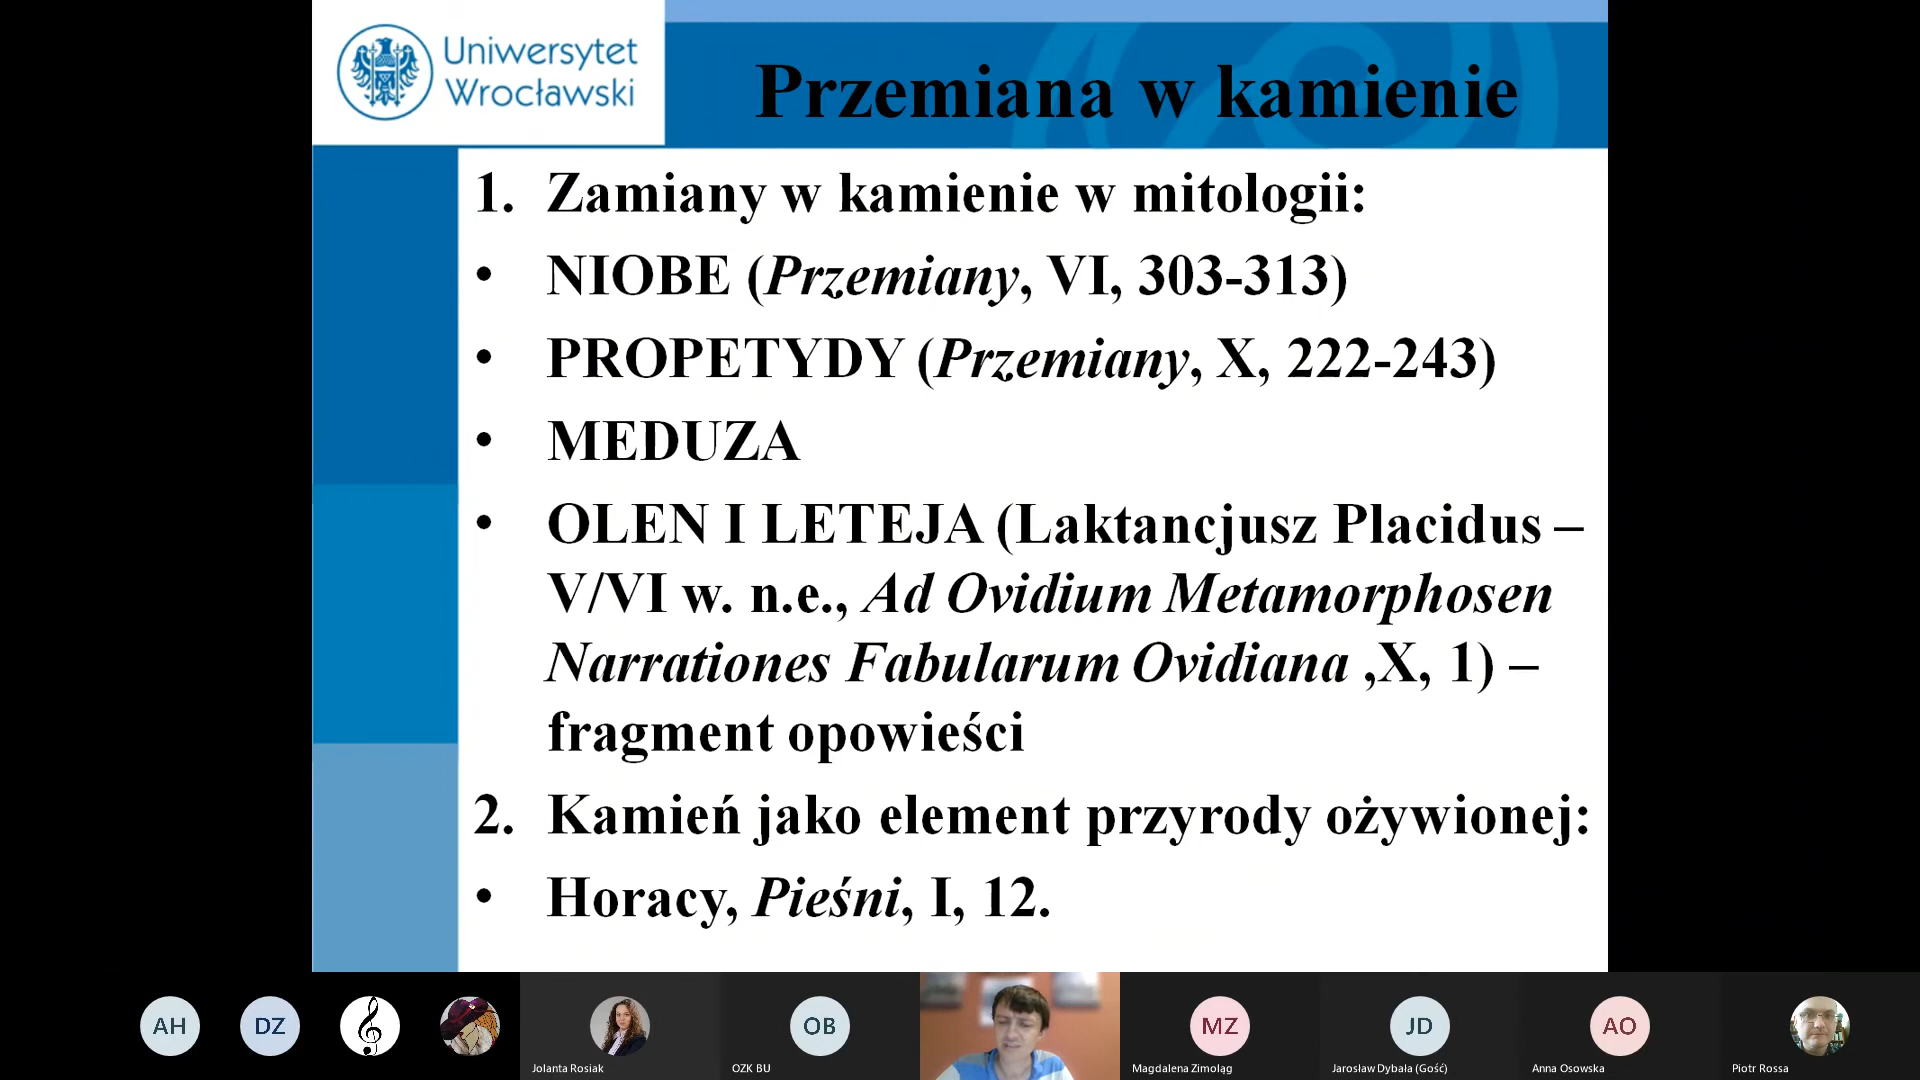 Uniwersytet
Wrocławski
Przemiana w kamienie
1. Zamiany w kamienie w mitologii:
• NIOBE (Przemiany, VI, 303-313)
• PROPETYDY (Przemiany, X, 222-243)
• MEDUZA
• OLEN I LETEJA (Laktancjusz Placidus –
V/VI w. n.e., Ad Ovidium Metamorphosen
Narrationes Fabularum Ovidiana ,X, 1) –
fragment opowieści
2. Kamień jako element przyrody ożywionej:
• Horacy, Pieśni, I, 12.
AH
DZ
Jolanta Rosiak
OB
OZK BU
MZ
Magdalena Zimoląg
JD
Jarosław Dybała (Gość)
AO
Anna Osowska
Piotr Rossa